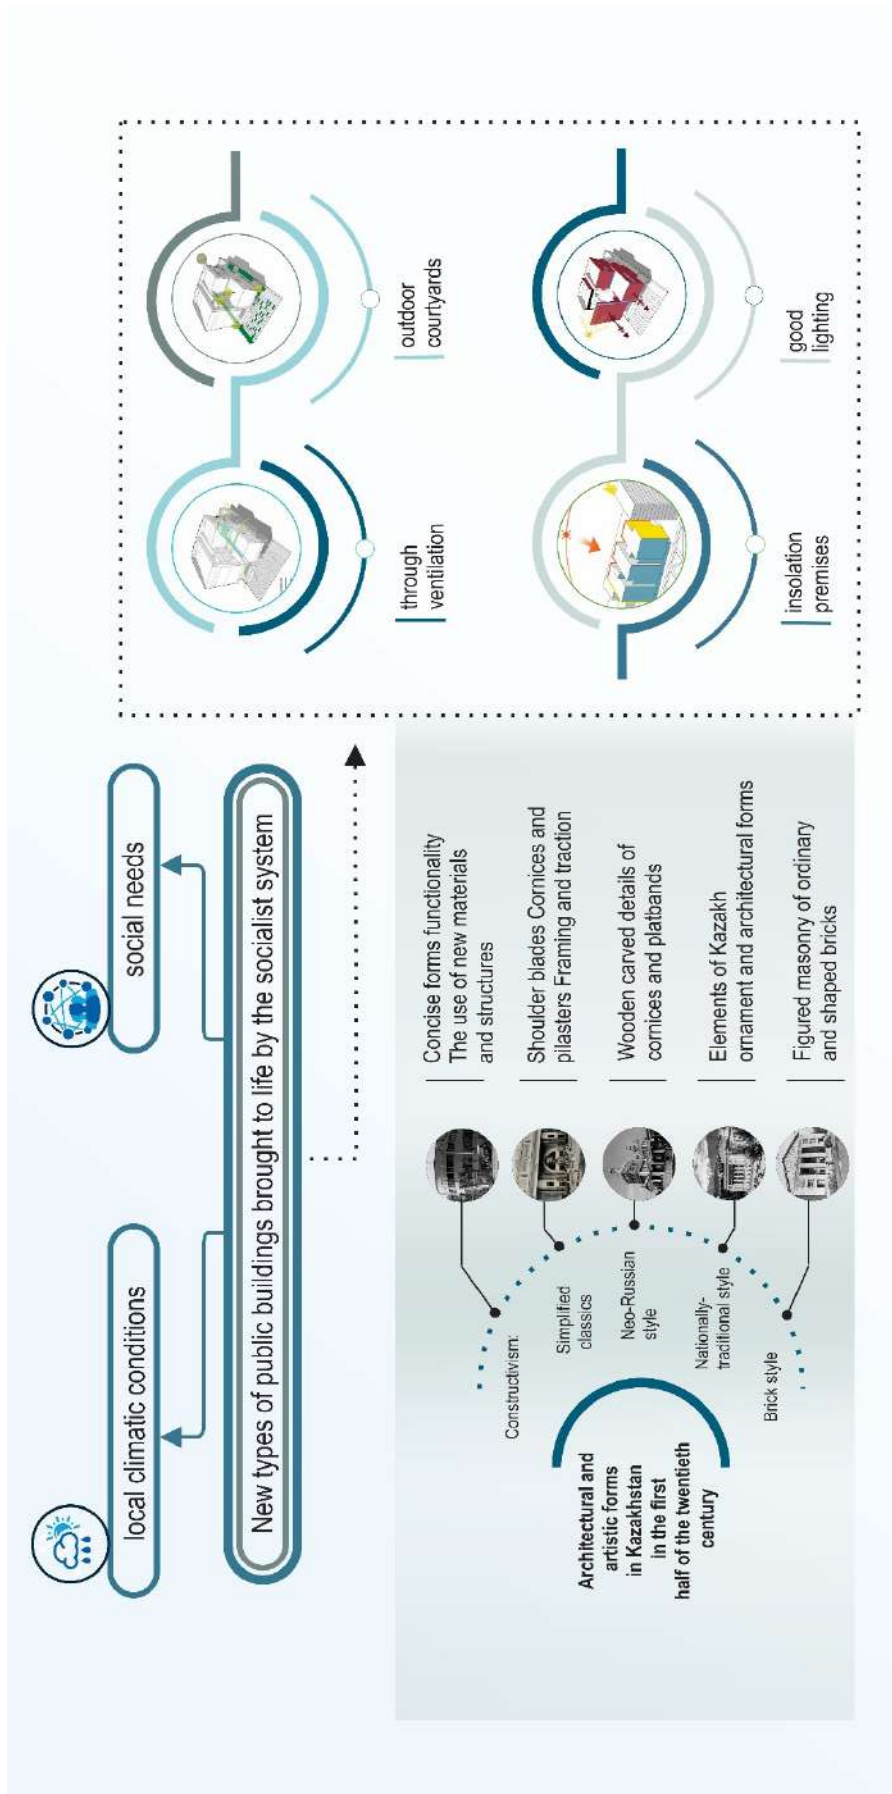 local climatic conditions
social needs
New types of public buildings brought to life by the socialist system
Architectural and
artistic forms
in Kazakhstan
in the first
half of the twentieth
century
Constructivism:
Simplified
classics
Neo-Russian
style
Nationally-
traditional style
Brick style
Concise forms functionality
The use of new materials
and structures
Shoulder blades Cornices and
pilasters Framing and traction
Wooden carved details of
cornices and platbands
Elements of Kazakh
ornament and architectural forms
Figured masonry of ordinary
and shaped bricks
through
ventilation
outdoor
courtyards
insolation
premises
good
lighting